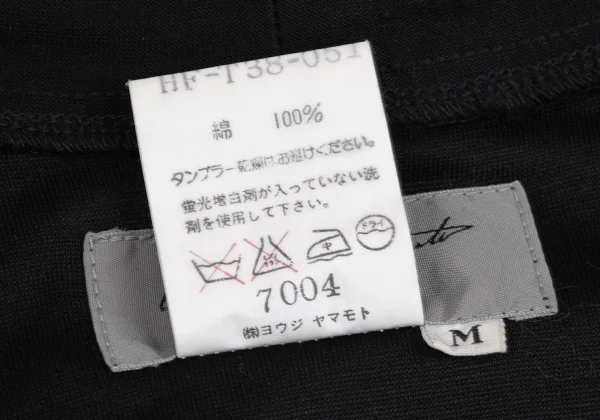 HF-T38-051
綿 100%
タンブラー乾燥はお避けください。
蛍光増白剤が入っていない洗
剤を使用して下さい。
中 ドライ
7004
㈱ヨウジ ヤマモト
M